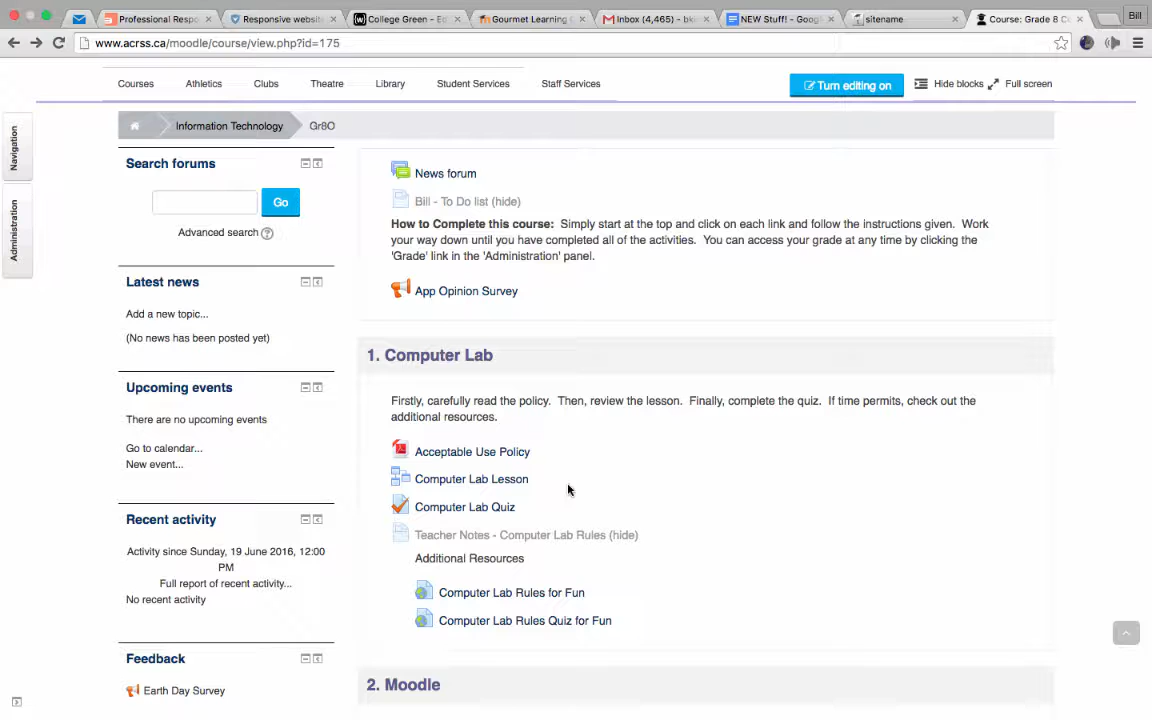 Professional Respo
Responsive website
College Green - Ed
Gourmet Learning
Inbox (4,465) - bk
NEW Stuff! - Goog
sitename
Course: Grade 8 C
Bill
www.acrss.ca/moodle/course/view.php?id=175
Courses Athletics Clubs Theatre Library Student Services Staff Services
Turn editing on Hide blocks Full screen
Navigation
Administration
Information Technology Gr8O
Search forums
Go
Advanced search ?
Latest news
Add a new topic...
(No news has been posted yet)
Upcoming events
There are no upcoming events
Go to calendar...
New event...
Recent activity
Activity since Sunday, 19 June 2016, 12:00
PM
Full report of recent activity...
No recent activity
Feedback
Earth Day Survey
News forum
Bill - To Do list (hide)
How to Complete this course: Simply start at the top and click on each link and follow the instructions given. Work
your way down until you have completed all of the activities. You can access your grade at any time by clicking the
'Grade' link in the 'Administration' panel.
App Opinion Survey
1. Computer Lab
Firstly, carefully read the policy. Then, review the lesson. Finally, complete the quiz. If time permits, check out the
additional resources.
Acceptable Use Policy
Computer Lab Lesson
Computer Lab Quiz
Teacher Notes - Computer Lab Rules (hide)
Additional Resources
Computer Lab Rules for Fun
Computer Lab Rules Quiz for Fun
2. Moodle